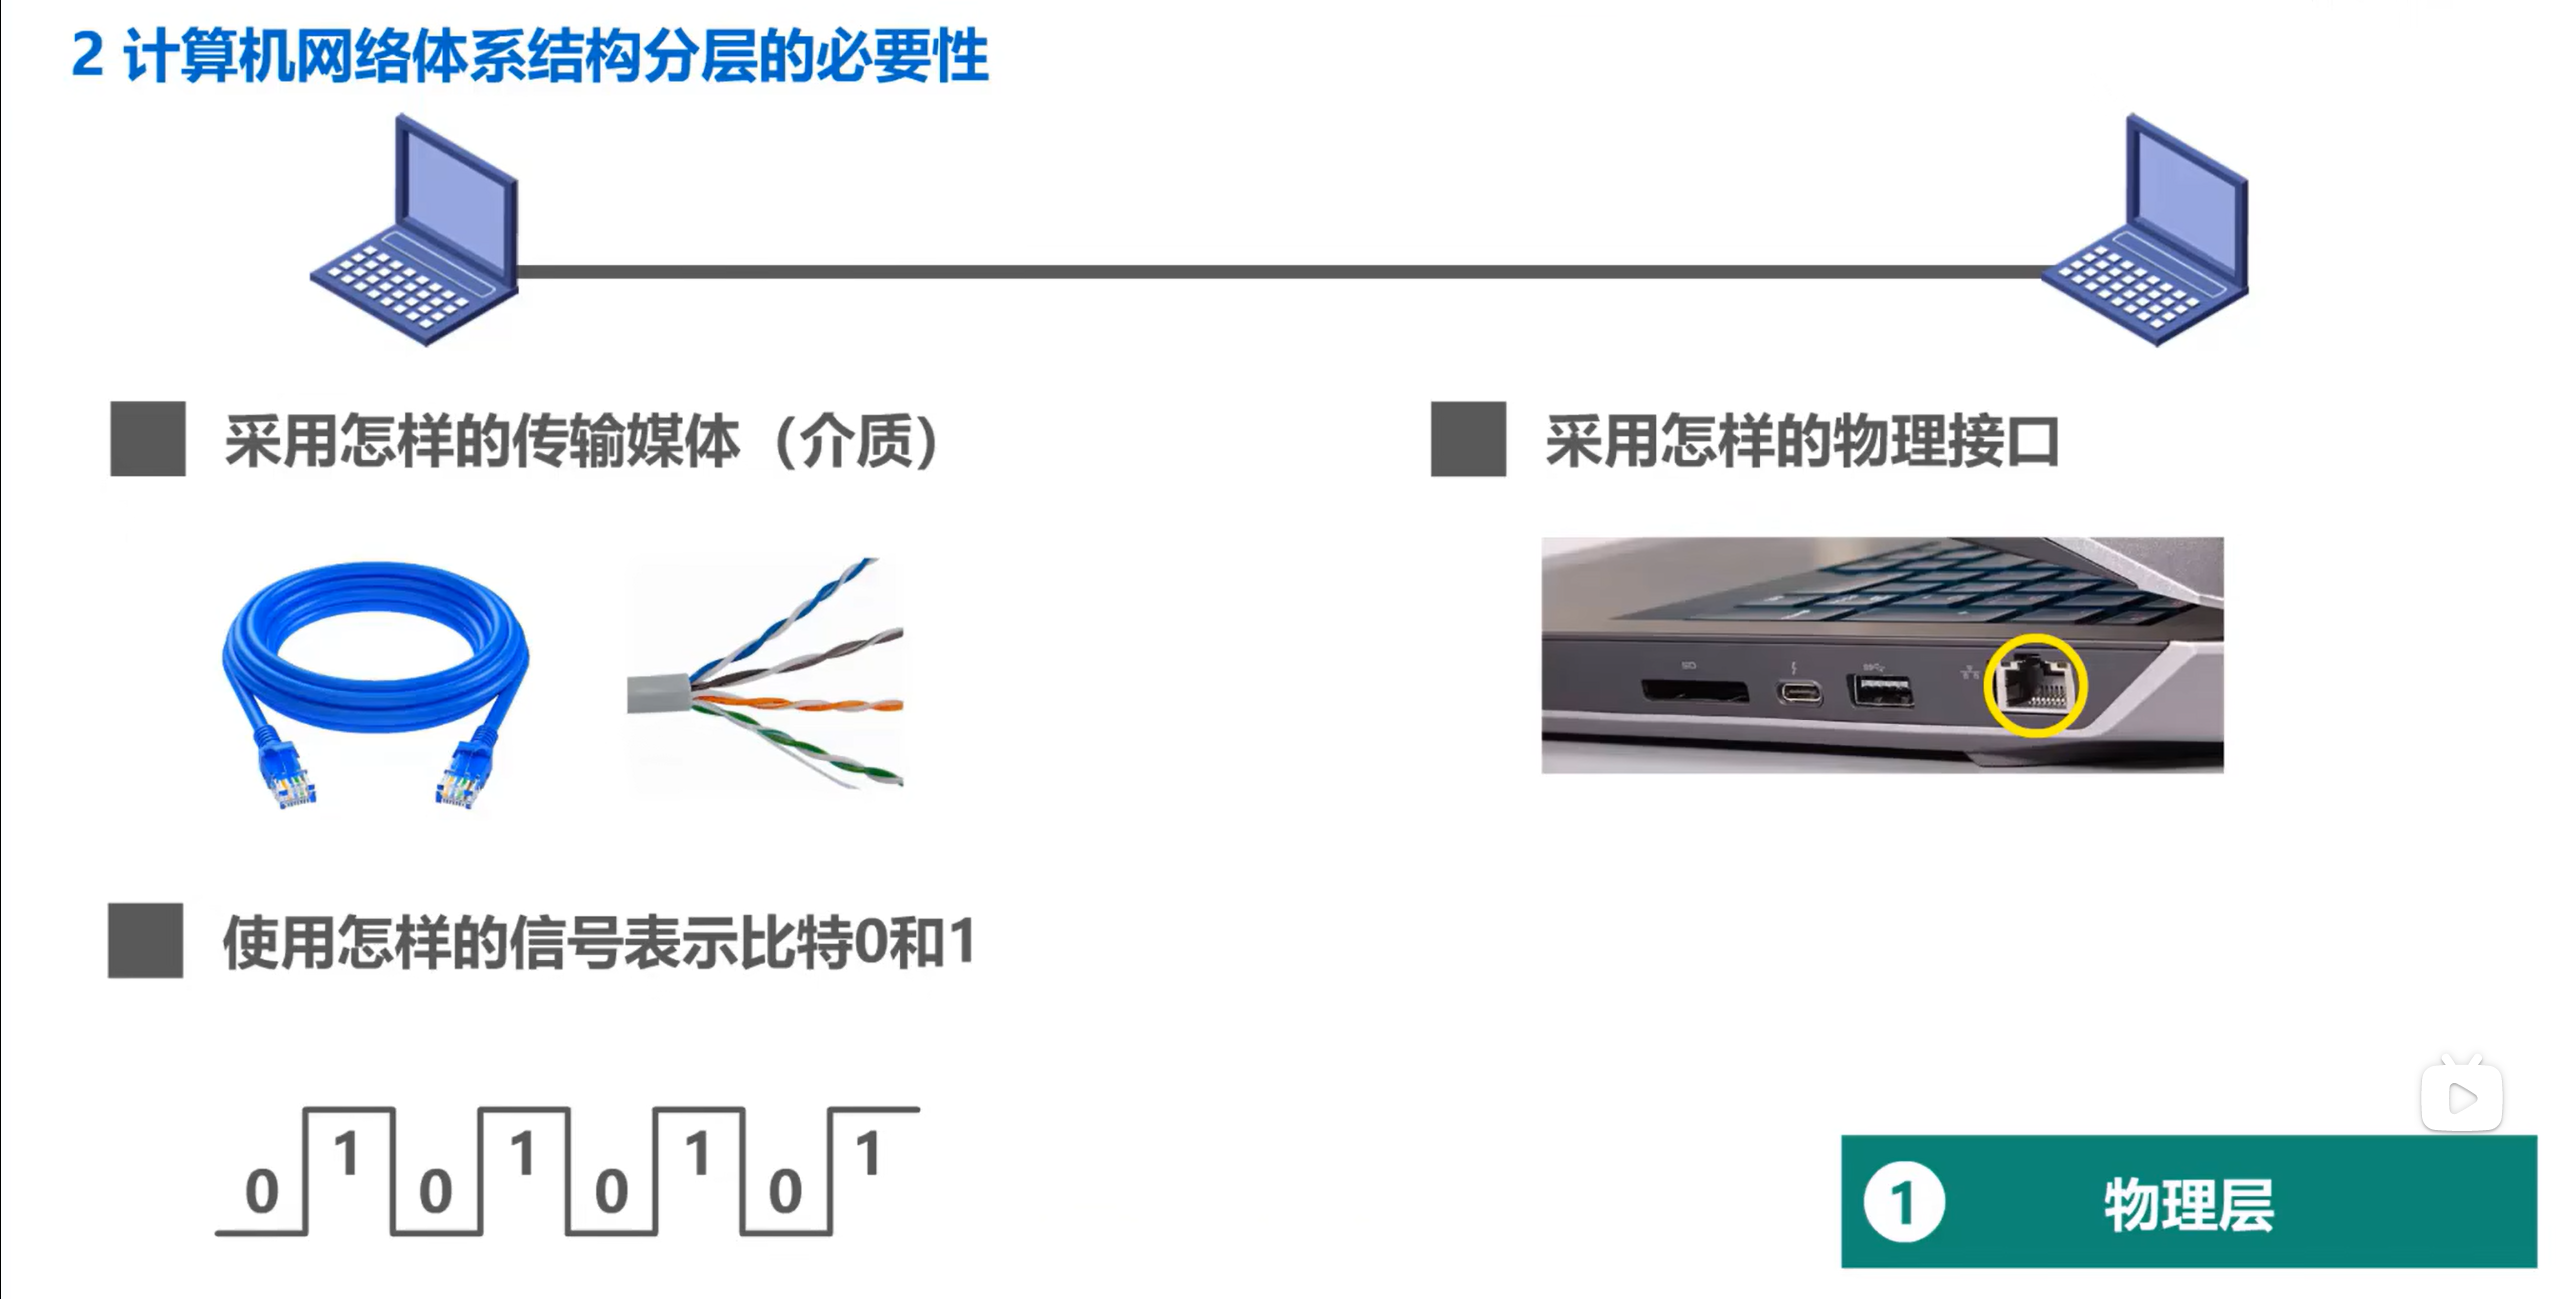 2 计算机网络体系结构分层的必要性
采用怎样的传输媒体（介质）
采用怎样的物理接口
使用怎样的信号表示比特0和1
0 1 0 1 0 1 0 1
1 物理层